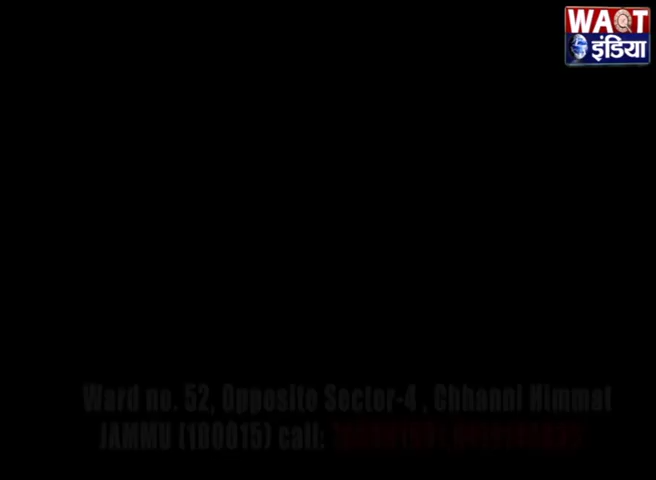 WAQT
इंडिया
Ward no. 52, Opposite Sector-4 , Chhanni Himmat
JAMMU (180015) call: